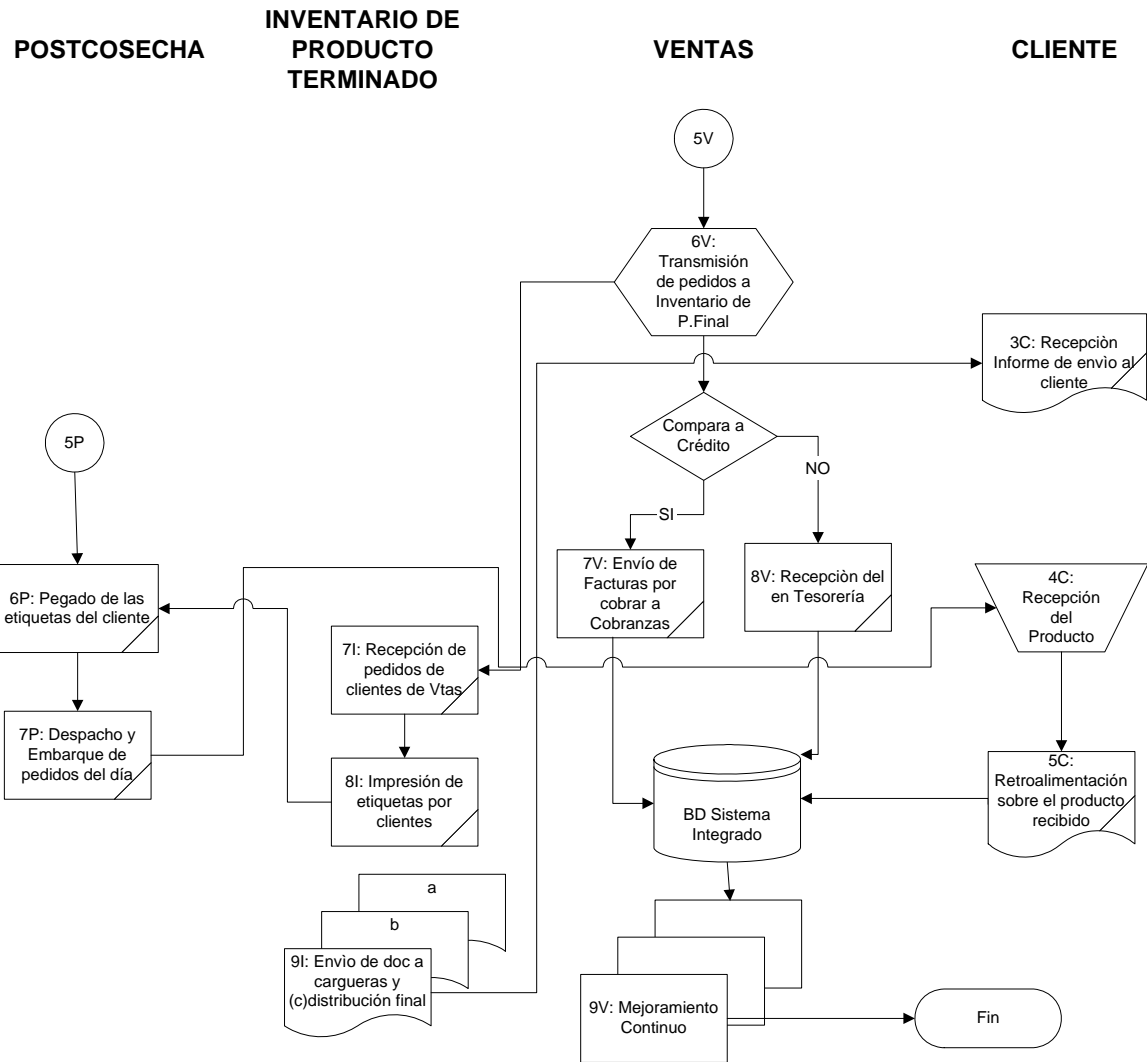 POSTCOSECHA
INVENTARIO DE
PRODUCTO
TERMINADO
VENTAS
CLIENTE
5V
6V:
Transmisión
de pedidos a
Inventario de
P.Final
3C: Recepciòn
Informe de envìo al
cliente
Compara a
Crédito
5P
NO
SI
7V: Envío de
Facturas por
cobrar a
Cobranzas
8V: Recepciòn del
en Tesorería
4C:
Recepción
del
Producto
6P: Pegado de las
etiquetas del cliente
7I: Recepción de
pedidos de
clientes de Vtas
7P: Despacho y
Embarque de
pedidos del día
8I: Impresión de
etiquetas por
clientes
BD Sistema
Integrado
5C:
Retroalimentación
sobre el producto
recibido
a
b
9I: Envìo de doc a
cargueras y
(c)distribución final
9V: Mejoramiento
Continuo
Fin